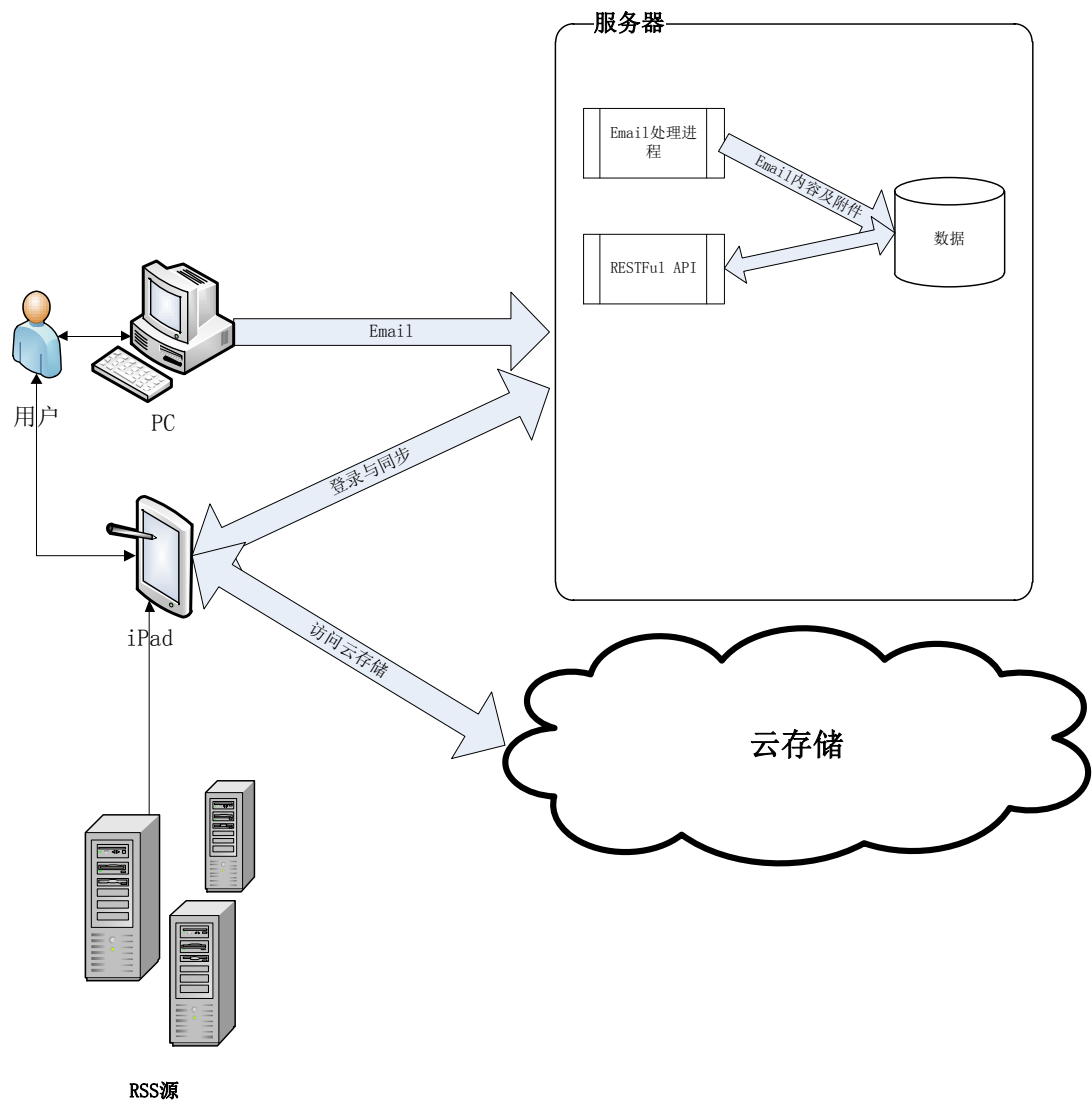 服务器
Email处理进
程
Email内容及附件
数据
RESTFul API
Email
用户
PC
登录与同步
iPad
访问云存储
云存储
RSS源